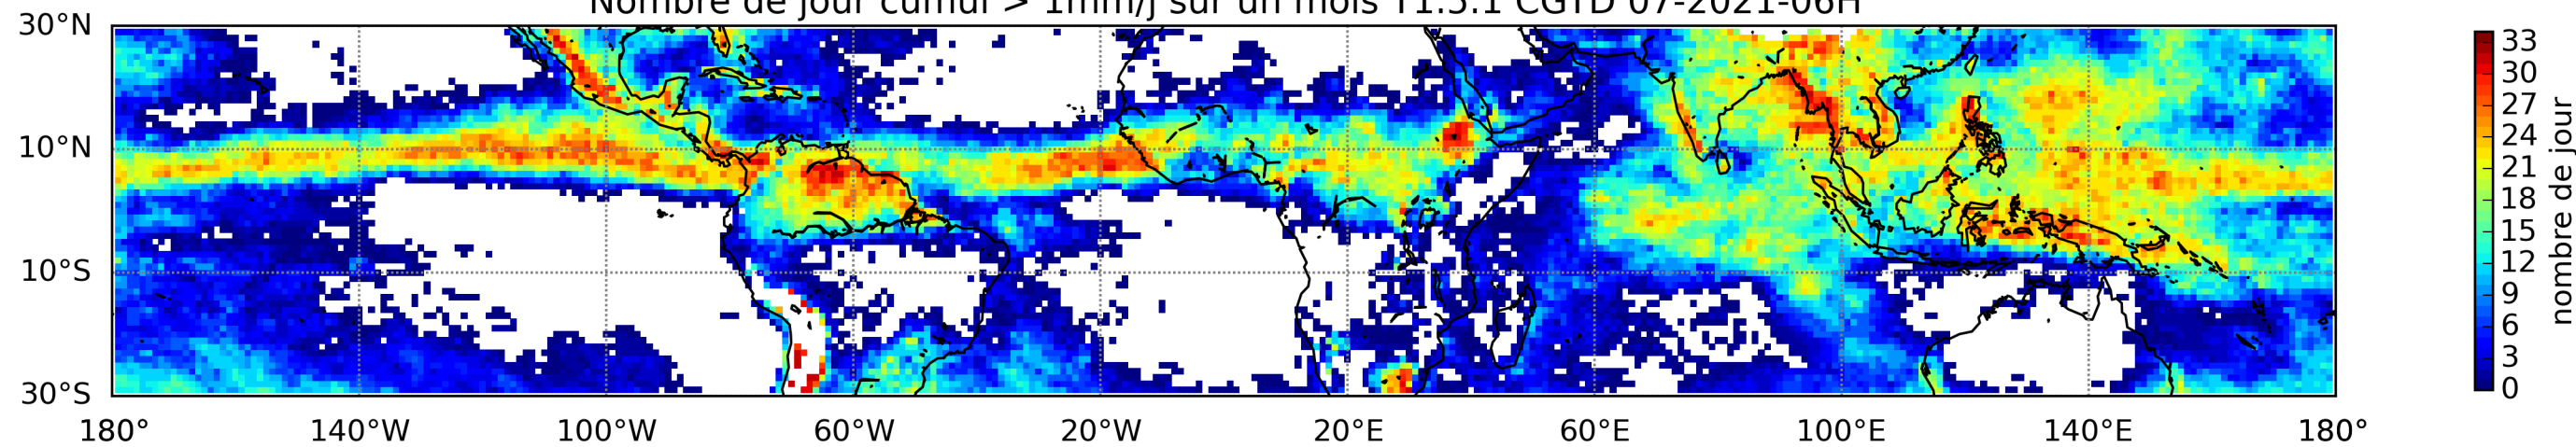 Nombre de jour cumul > 1mm/j sur un mois T1.5.1 CGTD 07-2021-06H
30°N
10°N
10°S
30°S
180°
140°W
100°W
60°W
20°W
20°E
60°E
100°E
140°E
180°
33
30
27
24
21
18
15
12
9
6
3
0
nombre de jour